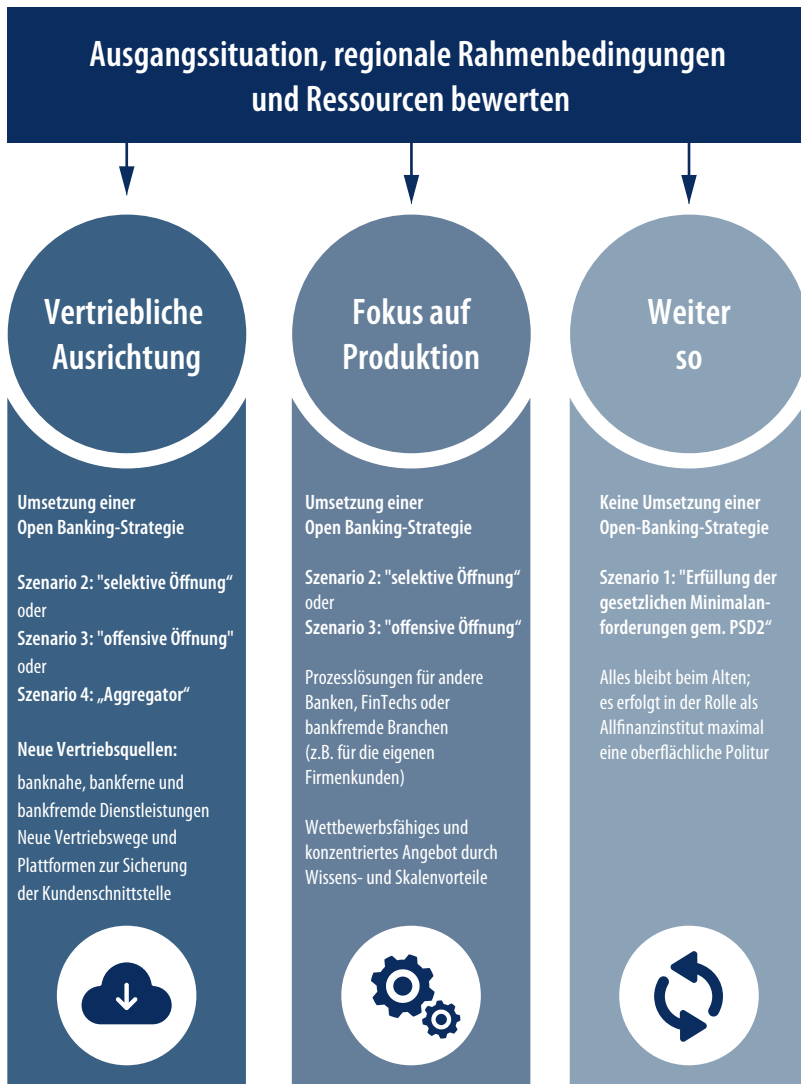 Ausgangssituation, regionale Rahmenbedingungen
und Ressourcen bewerten
Vertriebliche
Ausrichtung
Umsetzung einer
Open Banking-Strategie
Szenario 2: "selektive Öffnung“
oder
Szenario 3: "offensive Öffnung"
oder
Szenario 4: „Aggregator“
Neue Vertriebsquellen:
banknahe, bankferne und
bankfremde Dienstleistungen
Neue Vertriebswege und
Plattformen zur Sicherung
der Kundenschnittstelle
Fokus auf
Produktion
Umsetzung einer
Open Banking-Strategie
Szenario 2: "selektive Öffnung“
oder
Szenario 3: "offensive Öffnung“
Prozesslösungen für andere
Banken, FinTechs oder
bankfremde Branchen
(z.B. für die eigenen
Firmenkunden)
Wettbewerbsfähiges und
konzentriertes Angebot durch
Wissens- und Skalenvorteile
Weiter
so
Keine Umsetzung einer
Open-Banking-Strategie
Szenario 1: "Erfüllung der
gesetzlichen Minimalan-
forderungen gem. PSD2“
Alles bleibt beim Alten;
es erfolgt in der Rolle als
Allfinanzinstitut maximal
eine oberflächliche Politur